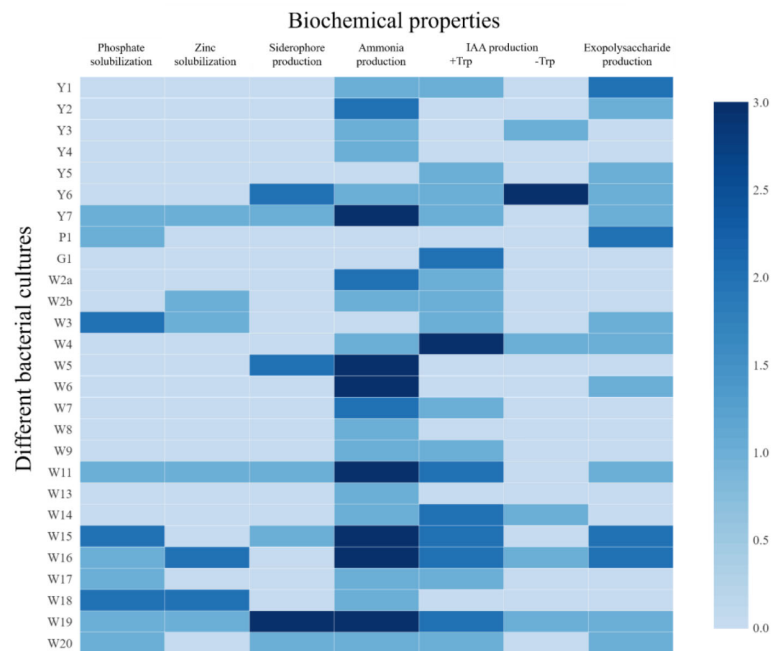 Biochemical properties
Phosphate solubilization
Zinc solubilization
Siderophore production
Ammonia production
IAA production
+Trp
-Trp
Exopolysaccharide production
Different bacterial cultures
Y1
Y2
Y3
Y4
Y5
Y6
Y7
P1
G1
W2a
W2b
W3
W4
W5
W6
W7
W8
W9
W11
W13
W14
W15
W16
W17
W18
W19
W20
3.0
2.5
2.0
1.5
1.0
0.5
0.0